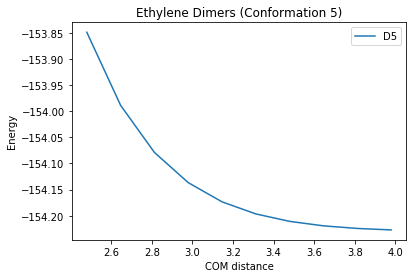 Ethylene Dimers (Conformation 5)
D5
Energy
−153.85
−153.90
−153.95
−154.00
−154.05
−154.10
−154.15
−154.20
2.6 2.8 3.0 3.2 3.4 3.6 3.8 4.0
COM distance